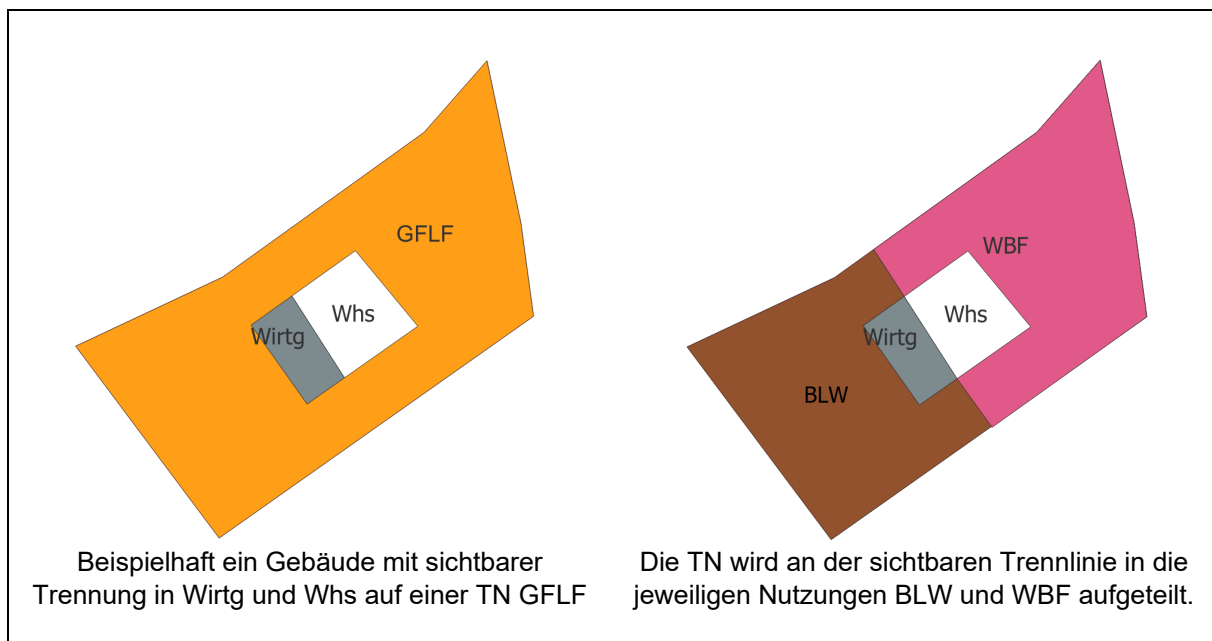 GFLF
Whs
Wirtg
WBF
Whs
Wirtg
BLW
Beispielhaft ein Gebäude mit sichtbarer
Trennung in Wirtg und Whs auf einer TN GFLF
Die TN wird an der sichtbaren Trennlinie in die
jeweiligen Nutzungen BLW und WBF aufgeteilt.